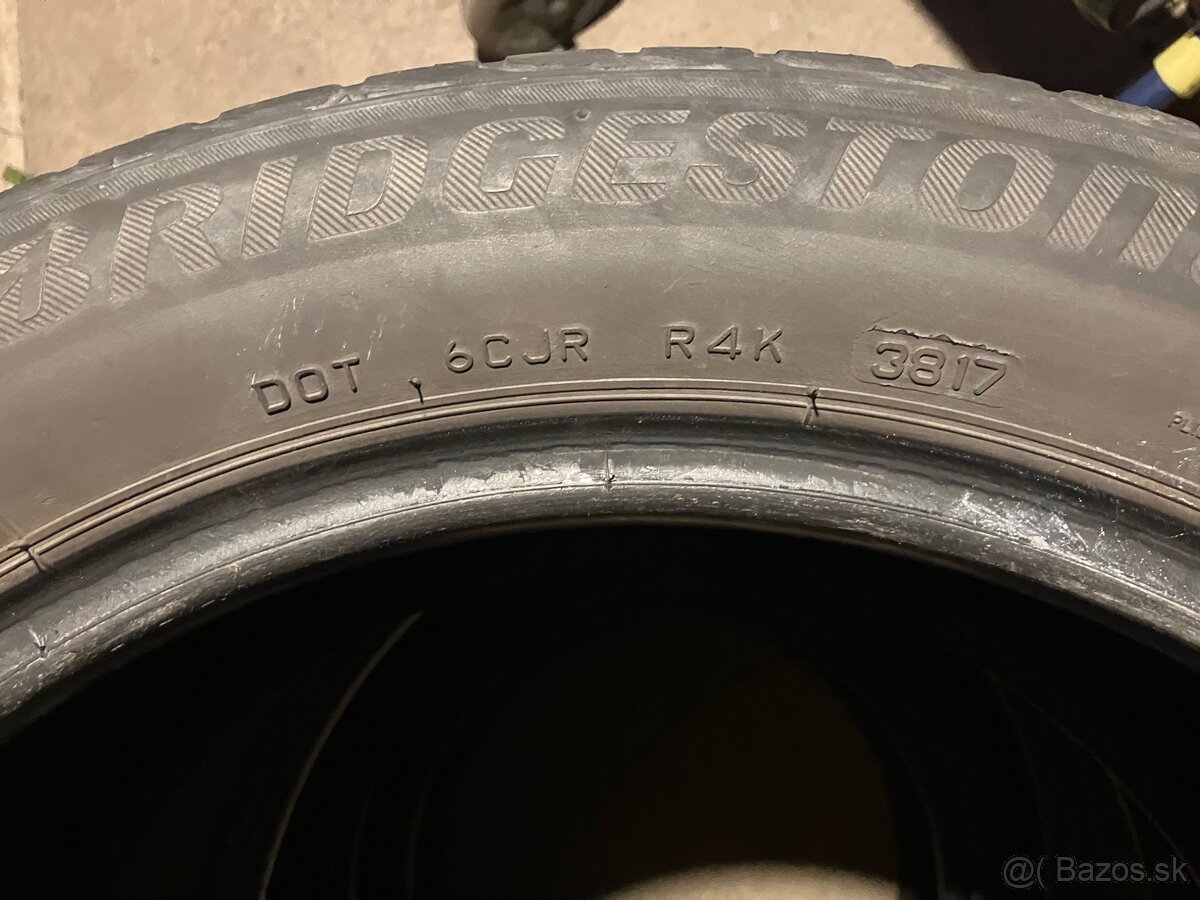 BRIDGESTON
DOT 6CJR R4K 3817
@( Bazos.sk